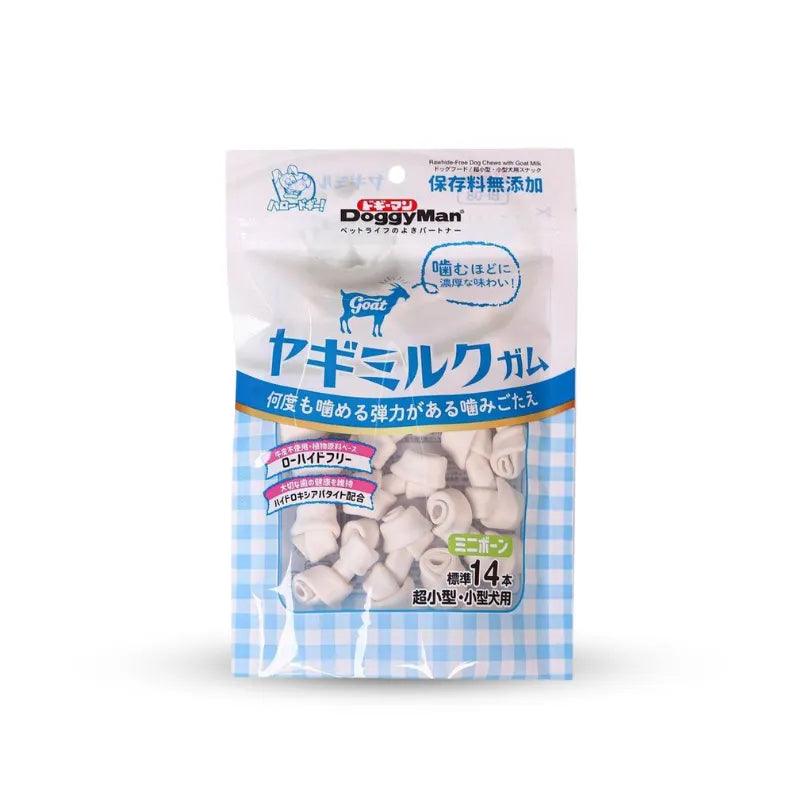 Rawhide-Free Dog Chews with Goat Milk
ドッグフード / 超小型・小型犬用スナック
保存料無添加
ハロードギー!
ドギーマン
DoggyMan
ペットライフのよきパートナー
噛むほどに
濃厚な味わい!
Goat
ヤギミルクガム
何度も噛める弾力がある噛みごたえ
牛皮不使用・植物原料ベース
ローハイドフリー
大切な歯の健康を維持
ハイドロキシアパタイト配合
ミニボーン
標準14本
超小型・小型犬用